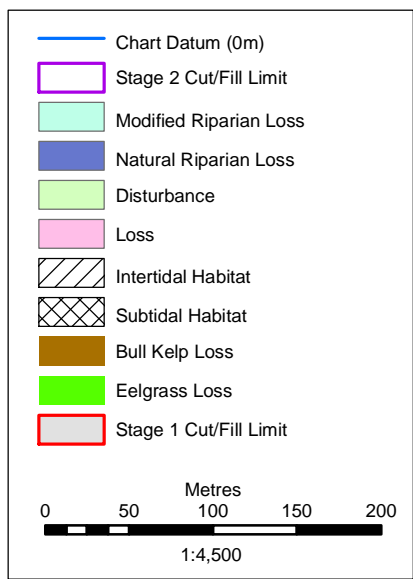 Chart Datum (0m)
Stage 2 Cut/Fill Limit
Modified Riparian Loss
Natural Riparian Loss
Disturbance
Loss
Intertidal Habitat
Subtidal Habitat
Bull Kelp Loss
Eelgrass Loss
Stage 1 Cut/Fill Limit
Metres
0 50 100 150 200
1:4,500